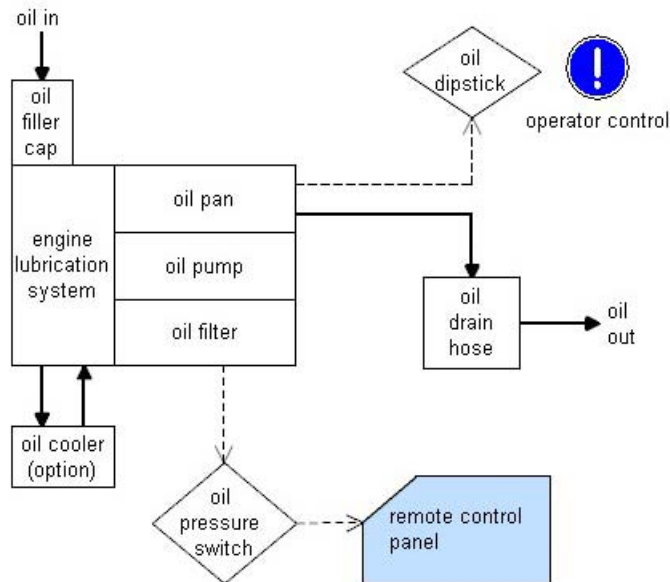 oil in
oil
filler
cap
oil
dipstick
operator control
engine
lubrication
system
oil pan
oil pump
oil filter
oil
drain
hose
oil
out
oil cooler
(option)
oil
pressure
switch
remote control
panel